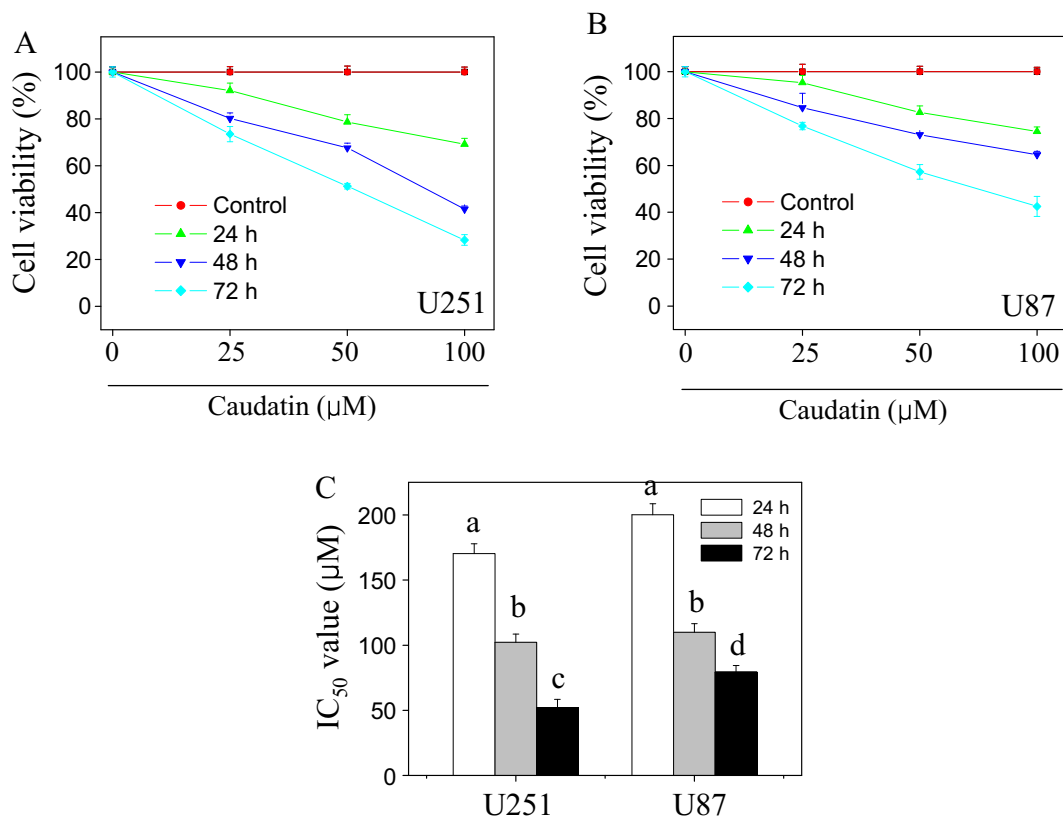 A
Cell viability (%)
100
80
60
40
20
0
Control
24 h
48 h
72 h
U251
0 25 50 100
Caudatin (μM)
B
Cell viability (%)
100
80
60
40
20
0
Control
24 h
48 h
72 h
U87
0 25 50 100
Caudatin (μM)
C
IC50 value (μM)
200
150
100
50
0
a
b
c
a
b
d
24 h
48 h
72 h
U251 U87